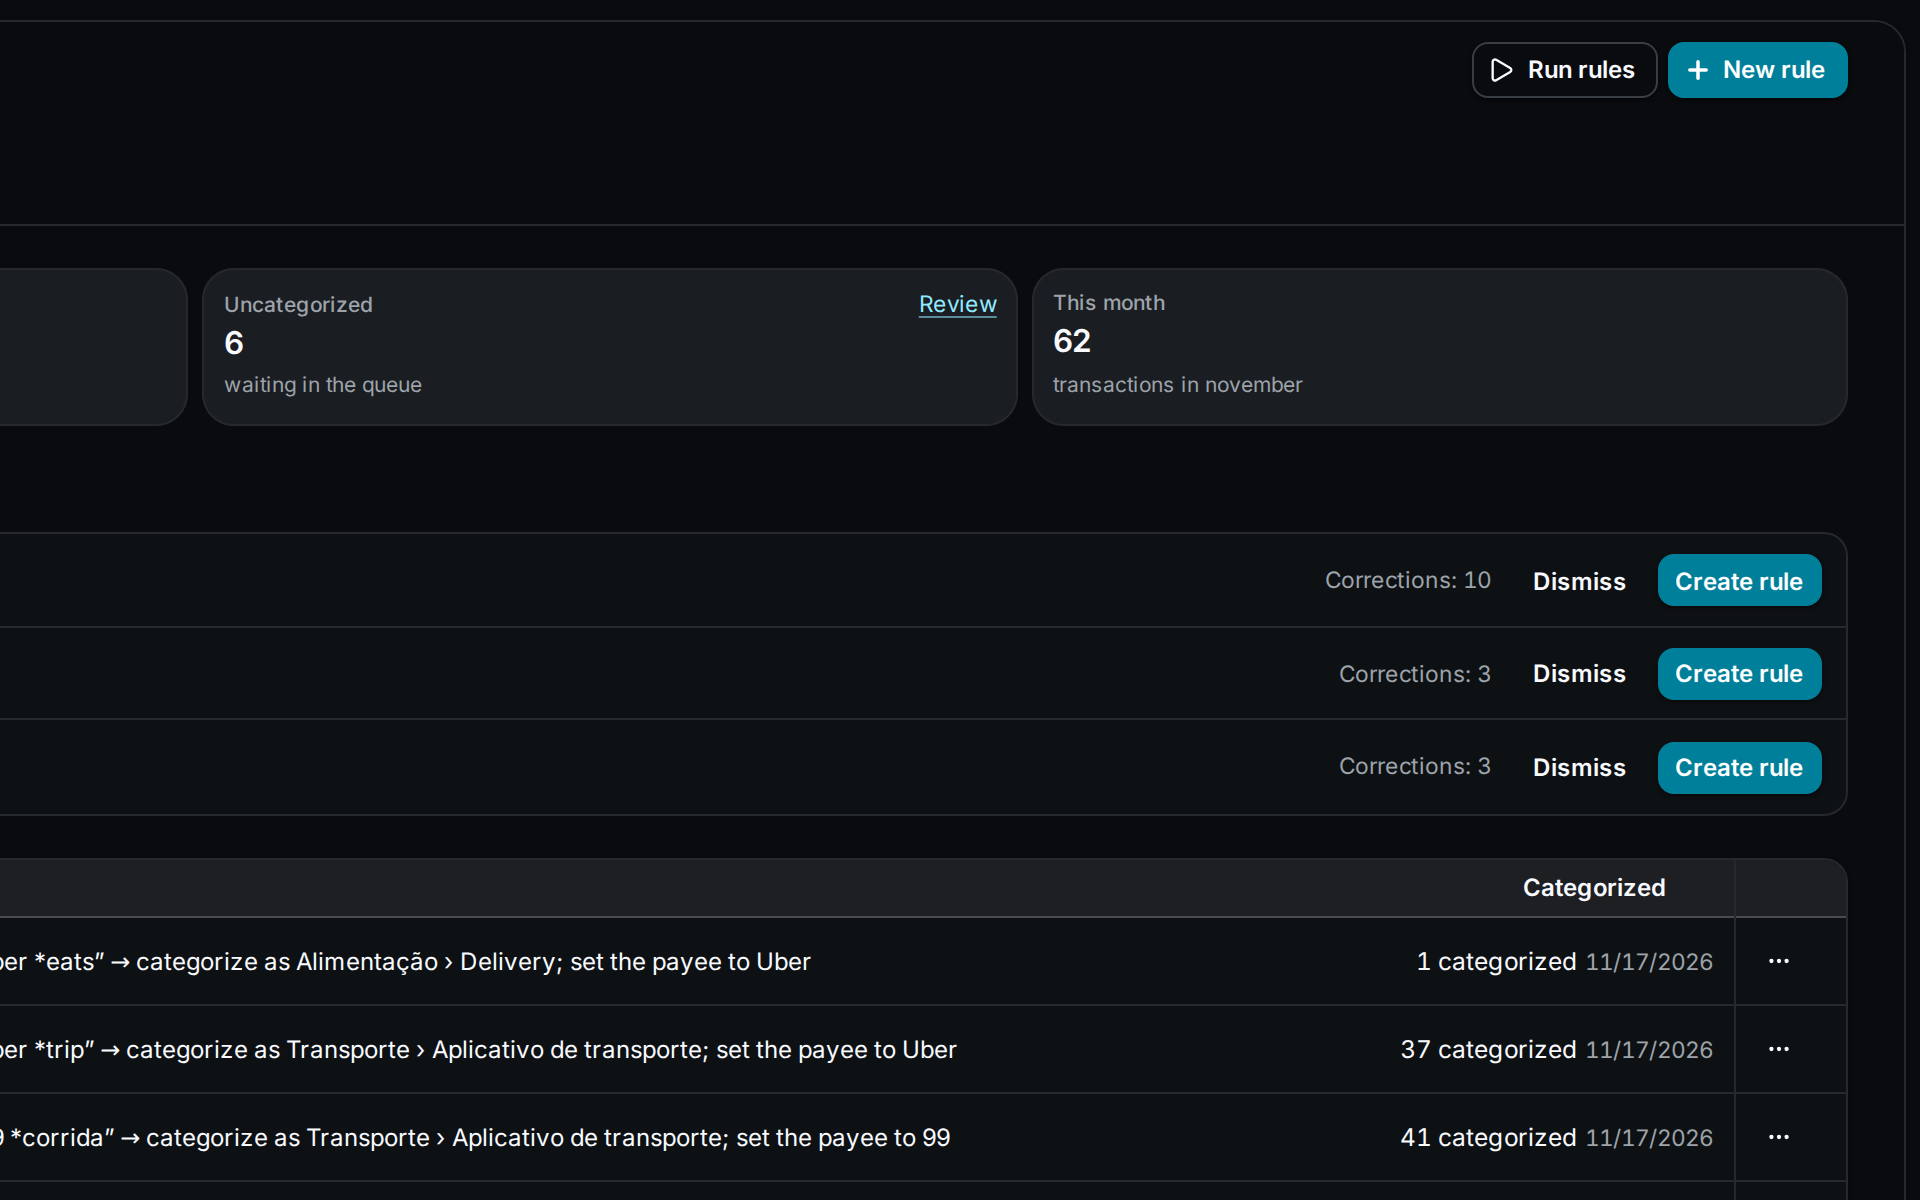 Run rules
New rule
Uncategorized
Review
6
waiting in the queue
This month
62
transactions in november
Corrections: 10 Dismiss Create rule
Corrections: 3 Dismiss Create rule
Corrections: 3 Dismiss Create rule
Categorized
*eats” → categorize as Alimentação › Delivery; set the payee to Uber 1 categorized 11/17/2026
*trip” → categorize as Transporte › Aplicativo de transporte; set the payee to Uber 37 categorized 11/17/2026
*corrida” → categorize as Transporte › Aplicativo de transporte; set the payee to 99 41 categorized 11/17/2026